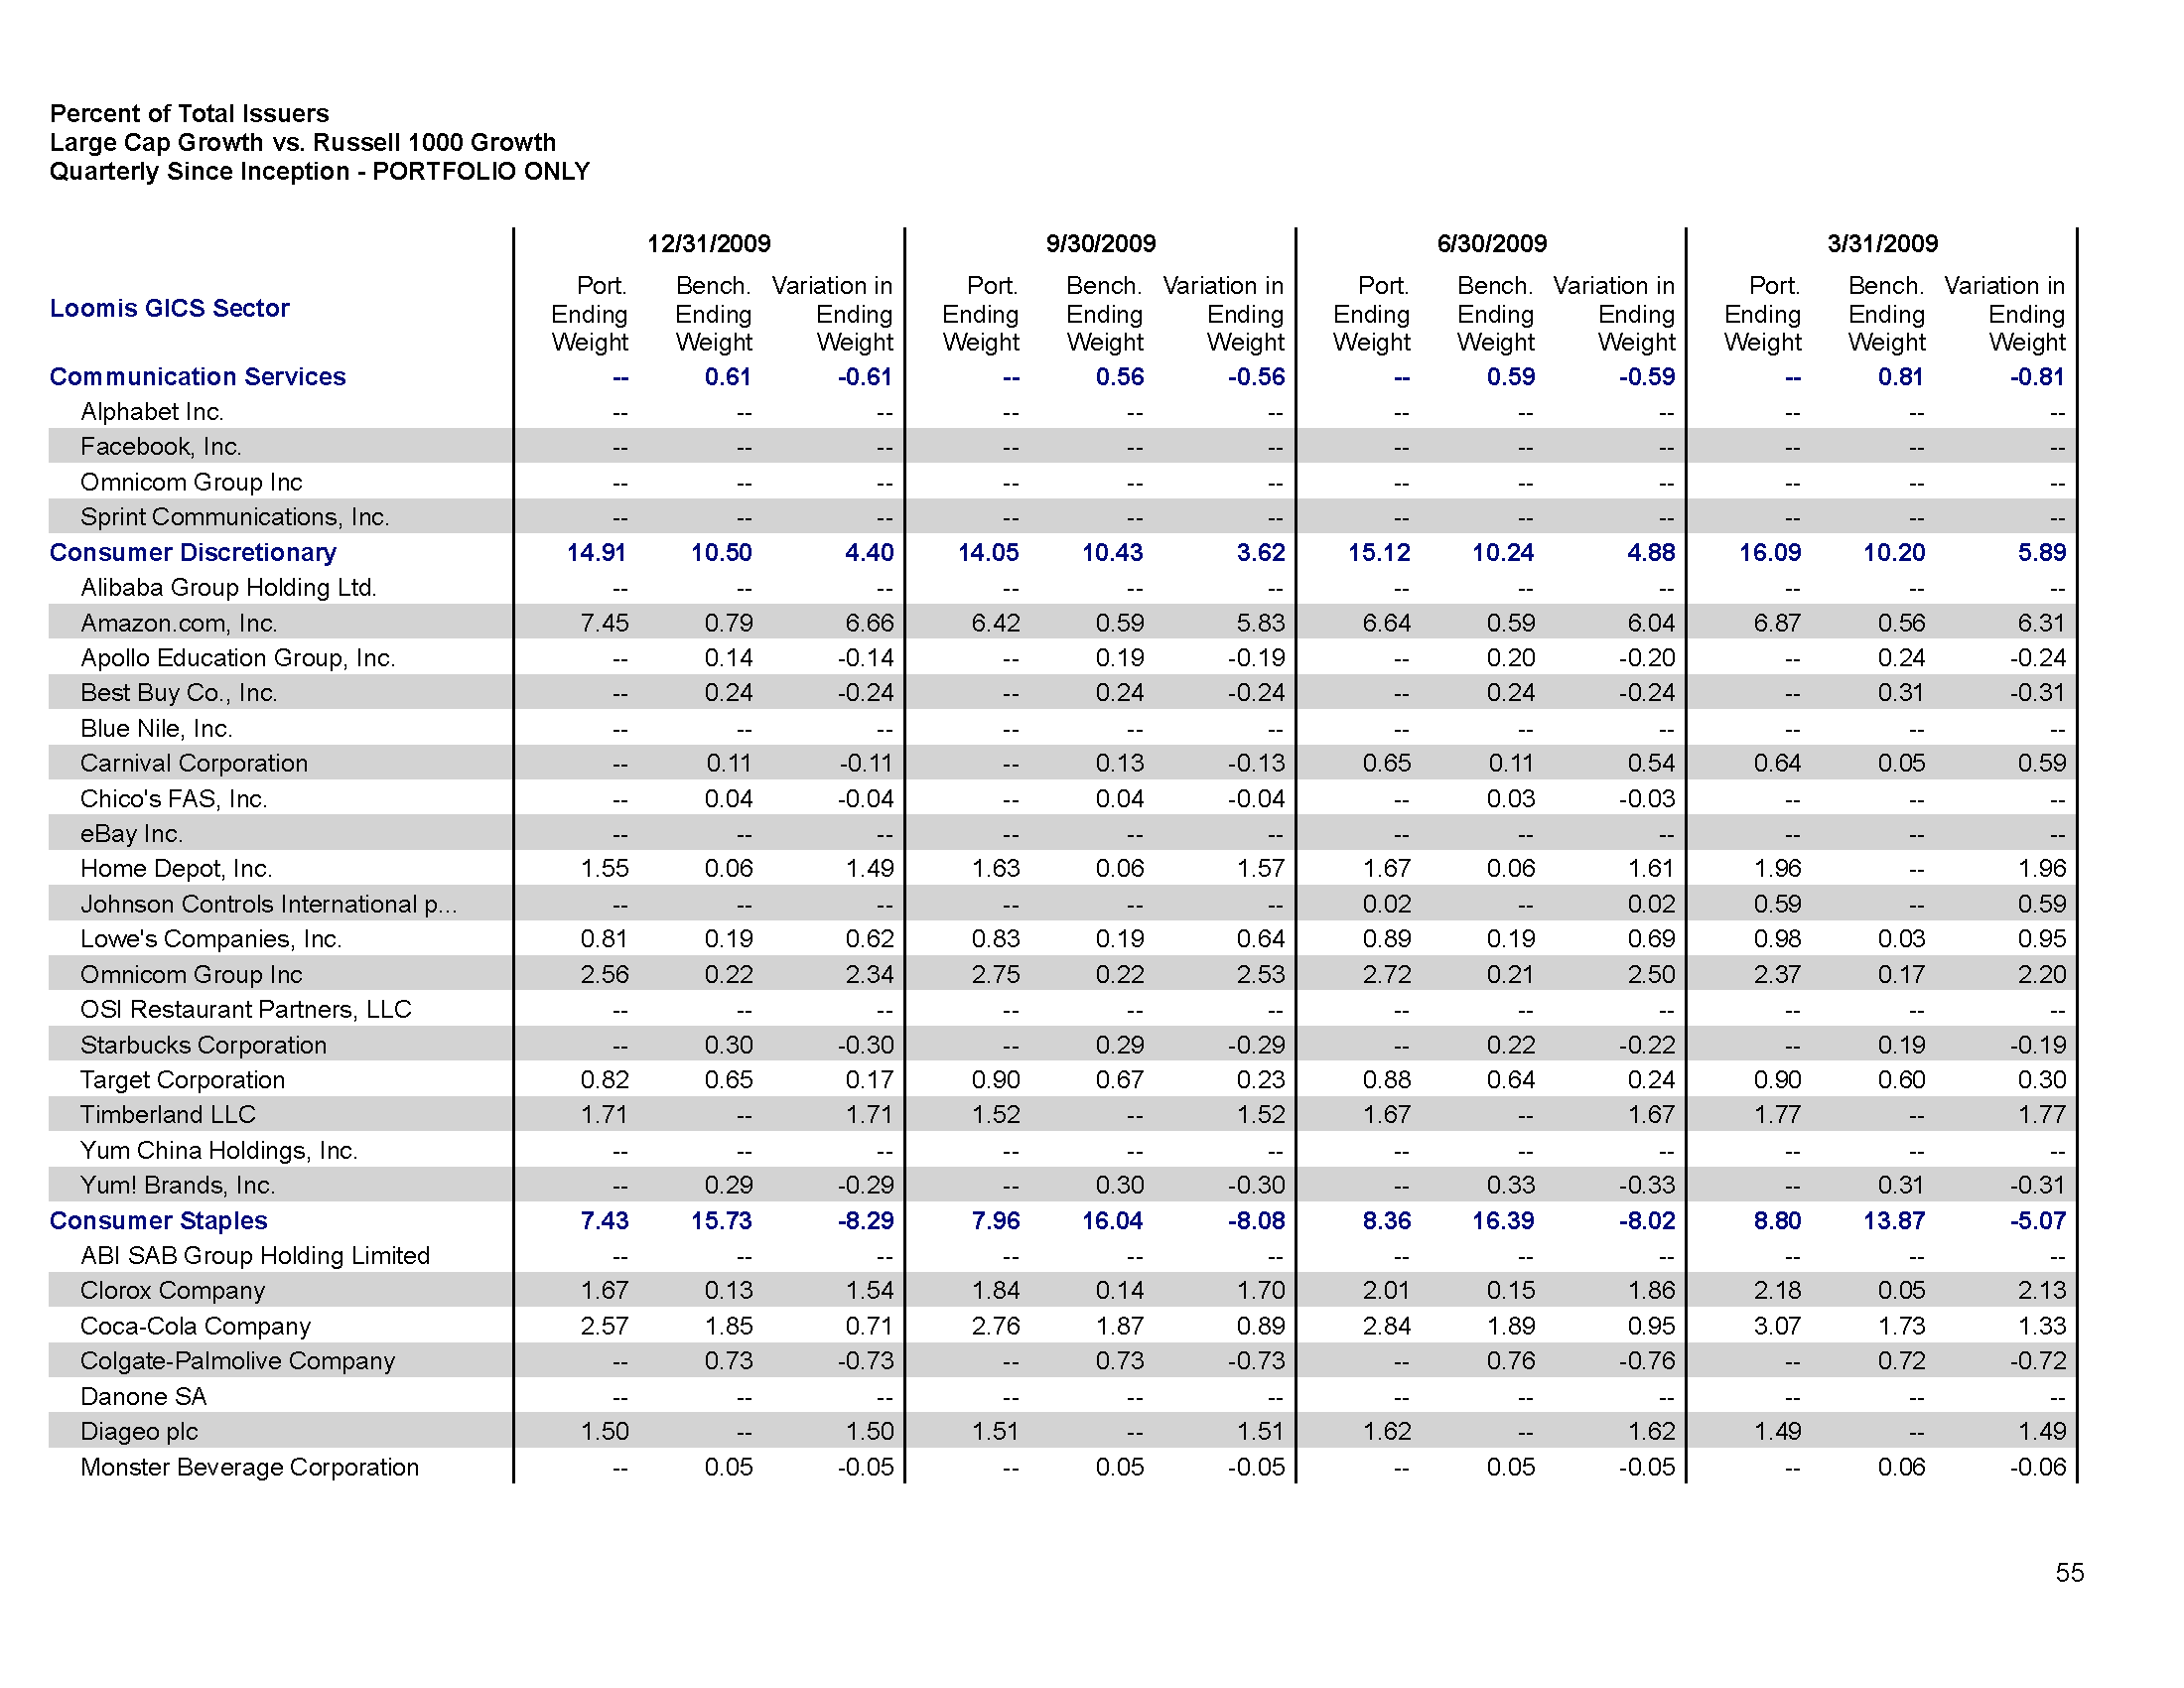 Percent of Total Issuers
Large Cap Growth vs. Russell 1000 Growth
Quarterly Since Inception - PORTFOLIO ONLY
12/31/2009 9/30/2009 6/30/2009 3/31/2009
Loomis GICS Sector
Port. Bench. Variation in Port. Bench. Variation in Port. Bench. Variation in Port. Bench. Variation in
Ending Ending Ending Ending Ending Ending Ending Ending Ending Ending Ending Ending
Weight Weight Weight Weight Weight Weight Weight Weight Weight Weight Weight Weight
Communication Services -- 0.61 -0.61 -- 0.56 -0.56 -- 0.59 -0.59 -- 0.81 -0.81
Alphabet Inc. -- -- -- -- -- -- -- -- -- -- -- --
Facebook, Inc. -- -- -- -- -- -- -- -- -- -- -- --
Omnicom Group Inc -- -- -- -- -- -- -- -- -- -- -- --
Sprint Communications, Inc. -- -- -- -- -- -- -- -- -- -- -- --
Consumer Discretionary 14.91 10.50 4.40 14.05 10.43 3.62 15.12 10.24 4.88 16.09 10.20 5.89
Alibaba Group Holding Ltd. -- -- -- -- -- -- -- -- -- -- -- --
Amazon.com, Inc. 7.45 0.79 6.66 6.42 0.59 5.83 6.64 0.59 6.04 6.87 0.56 6.31
Apollo Education Group, Inc. -- 0.14 -0.14 -- 0.19 -0.19 -- 0.20 -0.20 -- 0.24 -0.24
Best Buy Co., Inc. -- 0.24 -0.24 -- 0.24 -0.24 -- 0.24 -0.24 -- 0.31 -0.31
Blue Nile, Inc. -- -- -- -- -- -- -- -- -- -- -- --
Carnival Corporation -- 0.11 -0.11 -- 0.13 -0.13 0.65 0.11 0.54 0.64 0.05 0.59
Chico's FAS, Inc. -- 0.04 -0.04 -- 0.04 -0.04 -- 0.03 -0.03 -- -- --
eBay Inc. -- -- -- -- -- -- -- -- -- -- -- --
Home Depot, Inc. 1.55 0.06 1.49 1.63 0.06 1.57 1.67 0.06 1.61 1.96 -- 1.96
Johnson Controls International p... -- -- -- -- -- -- 0.02 -- 0.02 0.59 -- 0.59
Lowe's Companies, Inc. 0.81 0.19 0.62 0.83 0.19 0.64 0.89 0.19 0.69 0.98 0.03 0.95
Omnicom Group Inc 2.56 0.22 2.34 2.75 0.22 2.53 2.72 0.21 2.50 2.37 0.17 2.20
OSI Restaurant Partners, LLC -- -- -- -- -- -- -- -- -- -- -- --
Starbucks Corporation -- 0.30 -0.30 -- 0.29 -0.29 -- 0.22 -0.22 -- 0.19 -0.19
Target Corporation 0.82 0.65 0.17 0.90 0.67 0.23 0.88 0.64 0.24 0.90 0.60 0.30
Timberland LLC 1.71 -- 1.71 1.52 -- 1.52 1.67 -- 1.67 1.77 -- 1.77
Yum China Holdings, Inc. -- -- -- -- -- -- -- -- -- -- -- --
Yum! Brands, Inc. -- 0.29 -0.29 -- 0.30 -0.30 -- 0.33 -0.33 -- 0.31 -0.31
Consumer Staples 7.43 15.73 -8.29 7.96 16.04 -8.08 8.36 16.39 -8.02 8.80 13.87 -5.07
ABI SAB Group Holding Limited -- -- -- -- -- -- -- -- -- -- -- --
Clorox Company 1.67 0.13 1.54 1.84 0.14 1.70 2.01 0.15 1.86 2.18 0.05 2.13
Coca-Cola Company 2.57 1.85 0.71 2.76 1.87 0.89 2.84 1.89 0.95 3.07 1.73 1.33
Colgate-Palmolive Company -- 0.73 -0.73 -- 0.73 -0.73 -- 0.76 -0.76 -- 0.72 -0.72
Danone SA -- -- -- -- -- -- -- -- -- -- -- --
Diageo plc 1.50 -- 1.50 1.51 -- 1.51 1.62 -- 1.62 1.49 -- 1.49
Monster Beverage Corporation -- 0.05 -0.05 -- 0.05 -0.05 -- 0.05 -0.05 -- 0.06 -0.06
55